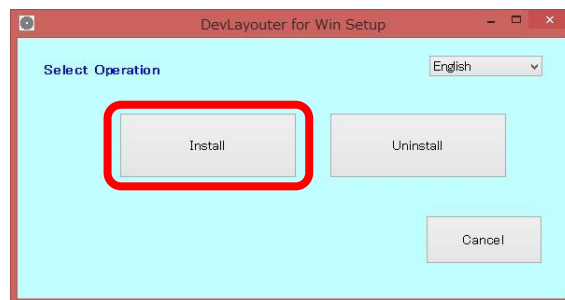 DevLayouter for Win Setup
Select Operation
English
Install
Uninstall
Cancel